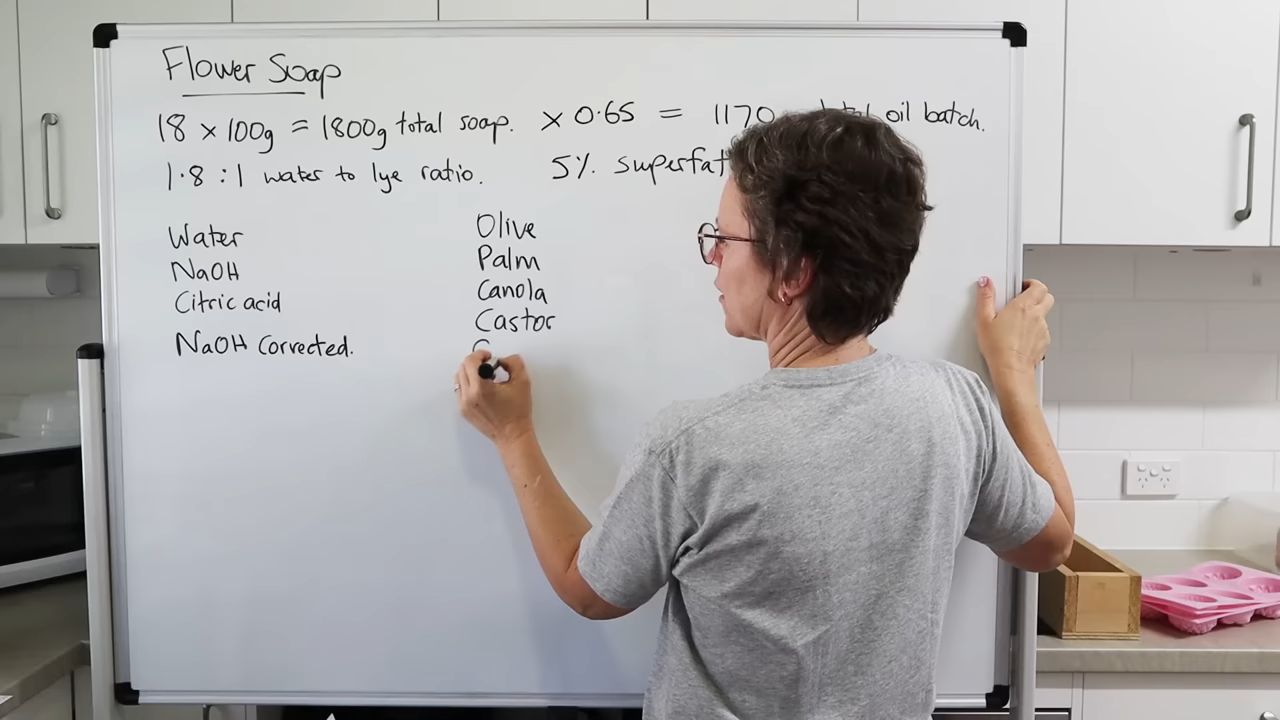 Flower Soap
18 x 100g = 1800g total soap. x 0.65 = 1170 oil batch.
1.8 : 1 water to lye ratio. 5% superfat
Water
NaOH
Citric acid
NaOH Corrected.
Olive
Palm
Canola
Castor
C